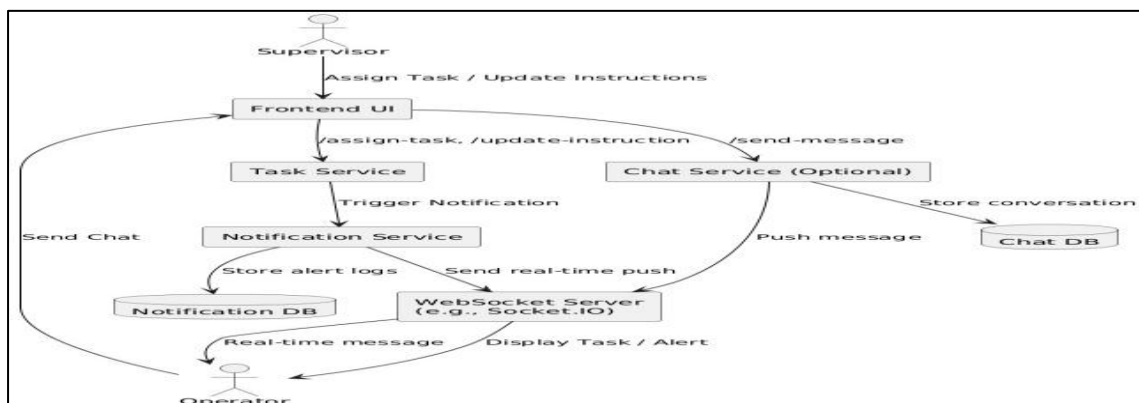 Supervisor
Assign Task / Update Instructions
Frontend UI
/assign-task, /update-instruction
/send-message
Task Service
Chat Service (Optional)
Trigger Notification
Store conversation
Send Chat
Notification Service
Push message
Chat DB
Store alert logs
Send real-time push
Notification DB
WebSocket Server
(e.g., Socket.IO)
Real-time message
Display Task / Alert
Operator